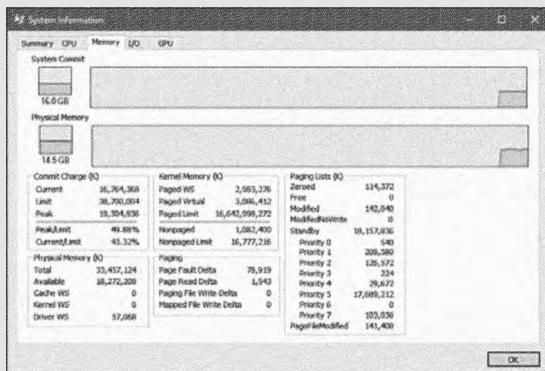 System Information
Summary CPU Memory I/O GPU
System Commit
16.0 GB
Physical Memory
14.5 GB
Commit Charge (K)
Current 16,764,368
Limit 38,700,004
Peak 19,304,936
Peak/Limit 49.88%
Current/Limit 43.32%
Physical Memory (K)
Total 33,457,124
Available 18,272,208
Cache WS 0
Kernel WS 0
Driver WS 57,068
Kernel Memory (K)
Paged WS 2,983,276
Paged Virtual 3,086,412
Paged Limit 16,642,998,272
Nonpaged 1,082,400
Nonpaged Limit 16,777,216
Paging
Page Fault Delta 78,919
Page Read Delta 1,543
Paging File Write Delta 0
Mapped File Write Delta 0
Paging Lists (K)
Zeroed 114,372
Free 0
Modified 142,040
ModifiedNoWrite 0
Standby 18,157,836
Priority 0 540
Priority 1 208,580
Priority 2 126,572
Priority 3 224
Priority 4 29,672
Priority 5 17,689,212
Priority 6 0
Priority 7 103,036
PageFileModified 141,408
OK